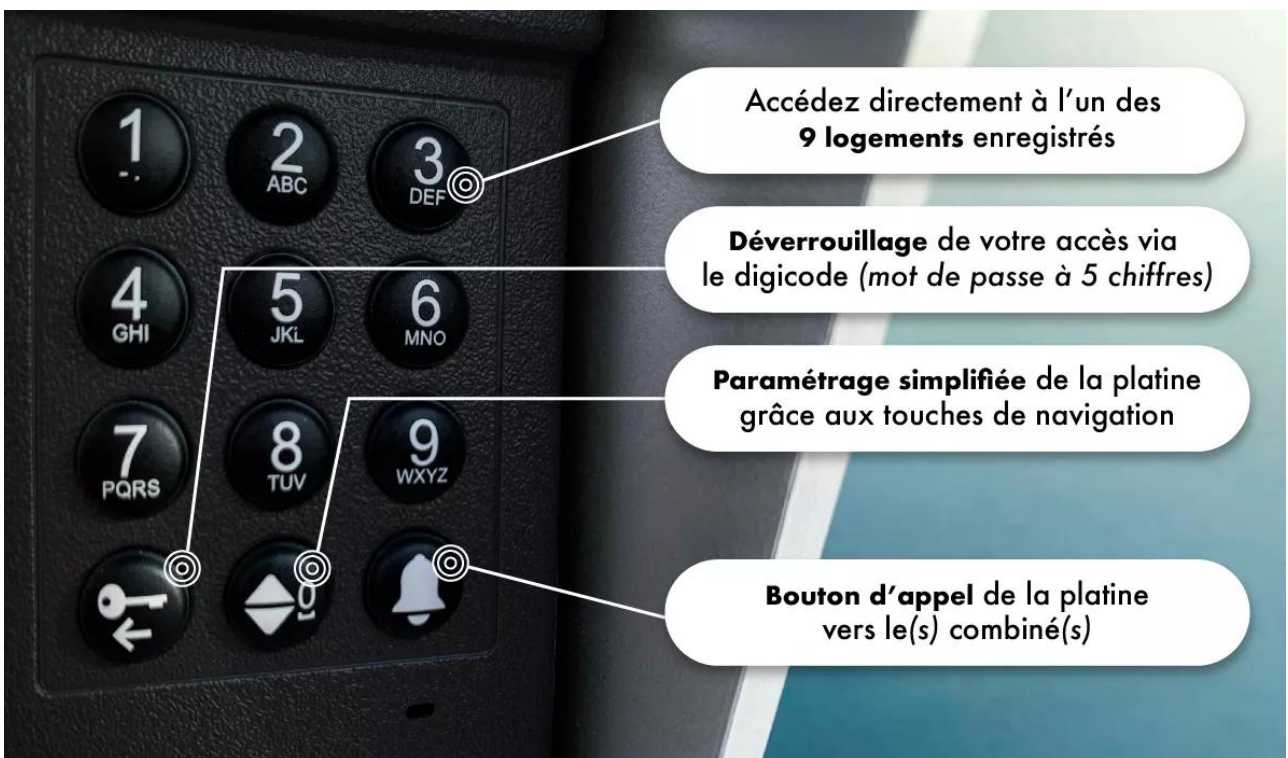 1
-.
2
ABC
3
DEF
Accédez directement à l'un des
9 logements enregistrés
Déverrouillage de votre accès via
le digicode (mot de passe à 5 chiffres)
4
GHI
5
JKL
6
MNO
Paramétrage simplifiée de la platine
grâce aux touches de navigation
7
PQRS
8
TUV
9
WXYZ
0
Bouton d'appel de la platine
vers le(s) combiné(s)